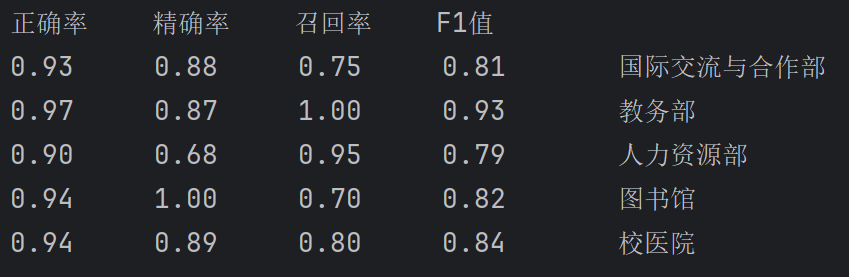 正确率 精确率 召回率 F1值
0.93 0.88 0.75 0.81 国际交流与合作部
0.97 0.87 1.00 0.93 教务部
0.90 0.68 0.95 0.79 人力资源部
0.94 1.00 0.70 0.82 图书馆
0.94 0.89 0.80 0.84 校医院